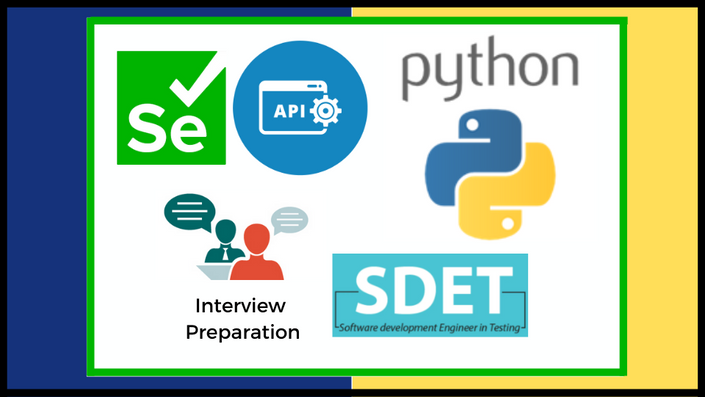 Se
API
python
Interview
Preparation
SDET
Software development Engineer in Testing